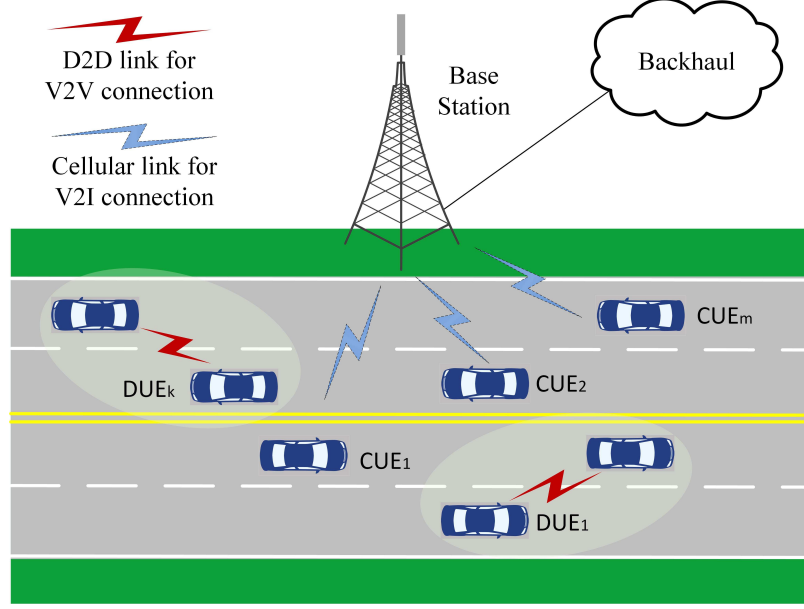 D2D link for
V2V connection
Cellular link for
V2I connection
Base
Station
Backhaul
CUEm
DUEk
CUE2
CUE1
DUE1